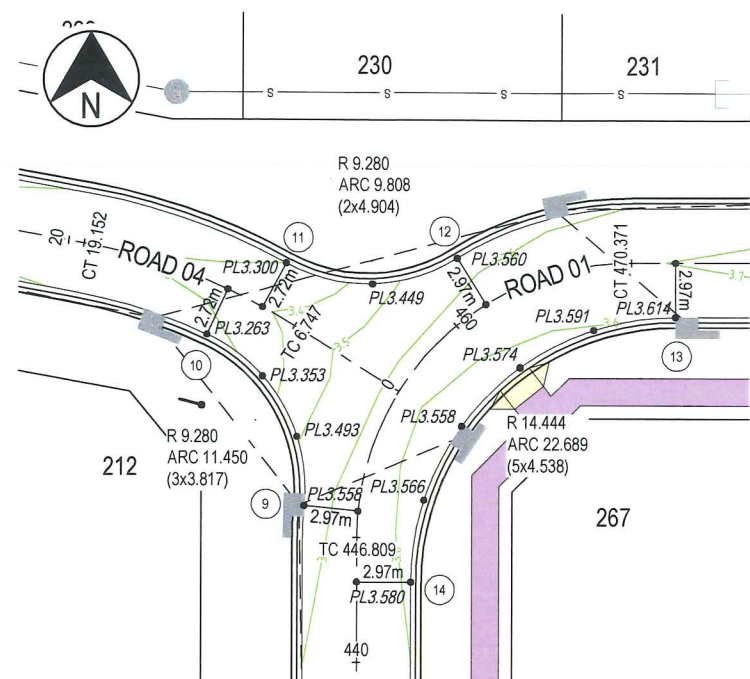 230
231
N
S
S
S
S
R 9.280
ARC 9.808
(2x4.904)
11
12
20
CT 19.152
ROAD 04
PL3.300
2.72m
2.72m
PL3.263
TC 6.747
3.4
3.5
PL3.449
PL3.560
2.97m
460
ROAD 01
CT 470.371
2.97m
3.7
PL3.591
PL3.614
3.6
13
10
PL3.353
0
PL3.574
PL3.493
PL3.558
R 9.280
ARC 11.450
(3x3.817)
R 14.444
ARC 22.689
(5x4.538)
212
9
PL3.558
2.97m
PL3.566
267
TC 446.809
2.97m
PL3.580
14
440